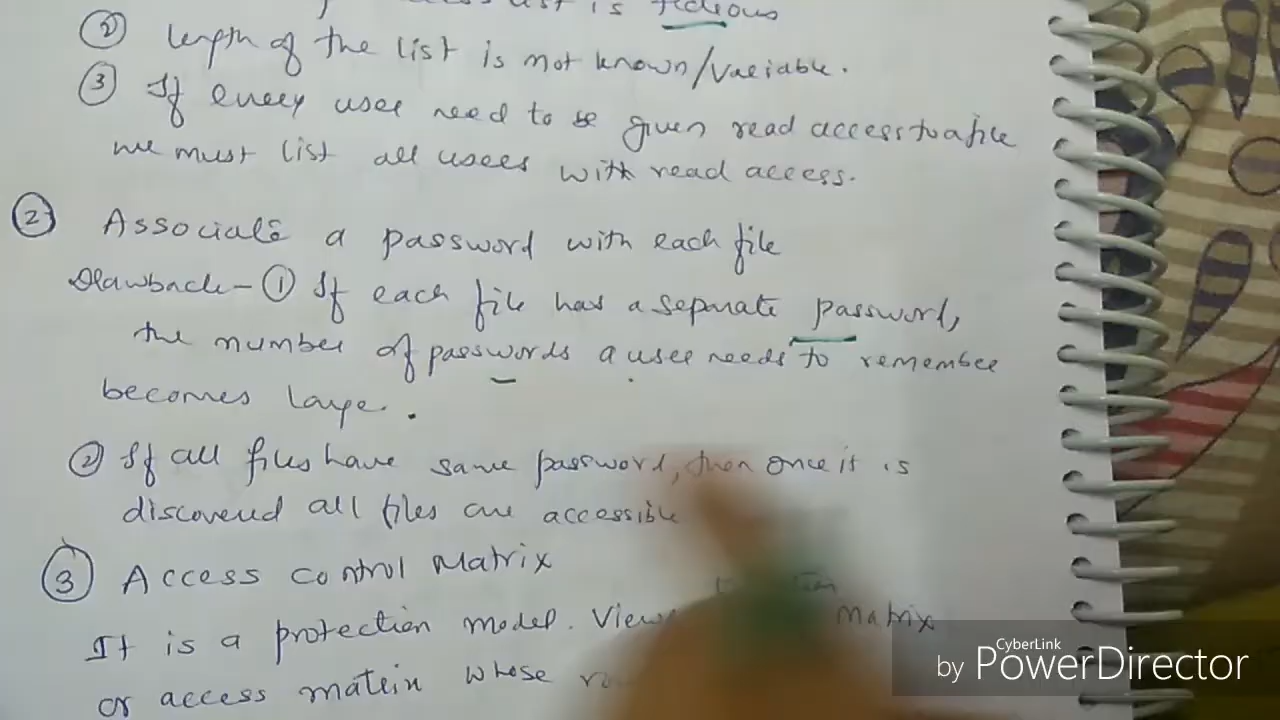 list is tedious
② length of the list is not known/variable.
③ If every user need to be given read access to a file
we must list all users with read access.
② Associate a password with each file
Drawback - ① If each file has a separate password,
the number of passwords a user needs to remember
becomes large.
② If all files have same password, then once it is
discovered all files are accessible
③ Access control Matrix
It is a protection model. View matrix
or access matrix whose
CyberLink
by PowerDirector